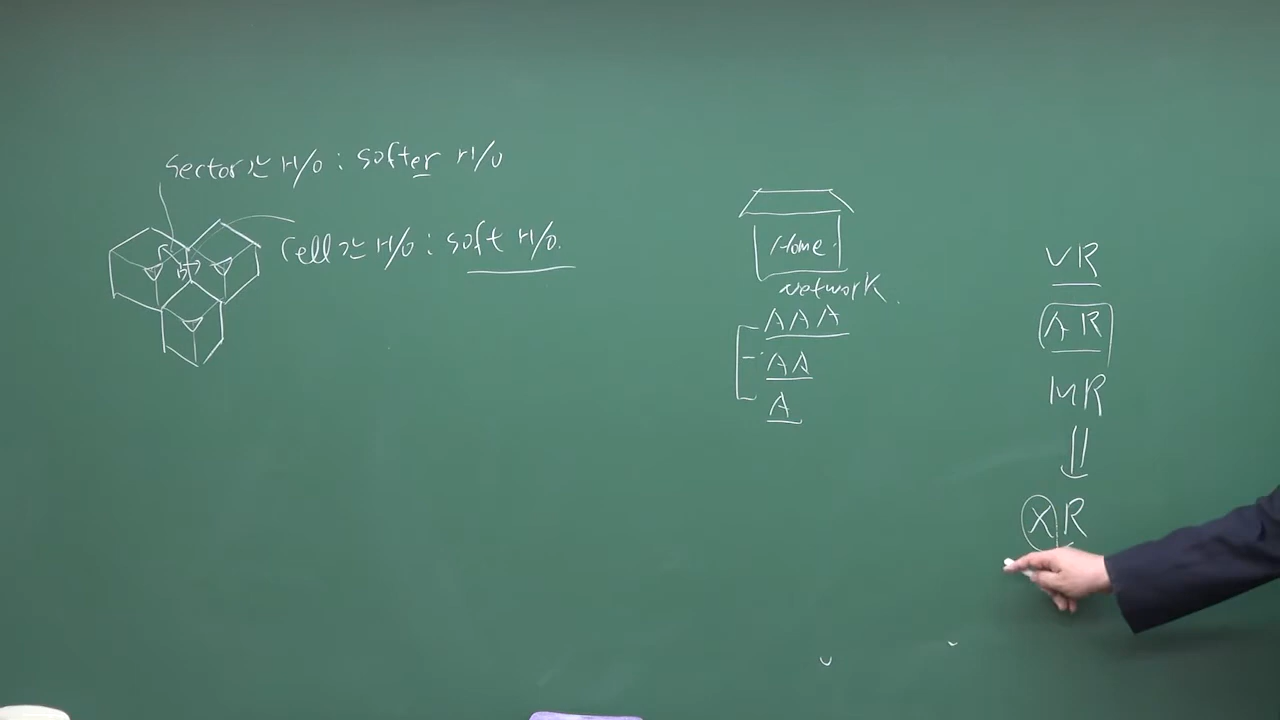 Sector간 H/O : softer H/O
Cell간 H/O : soft H/O.
Home
Network.
AAA
AA
A
VR
AR
MR
XR